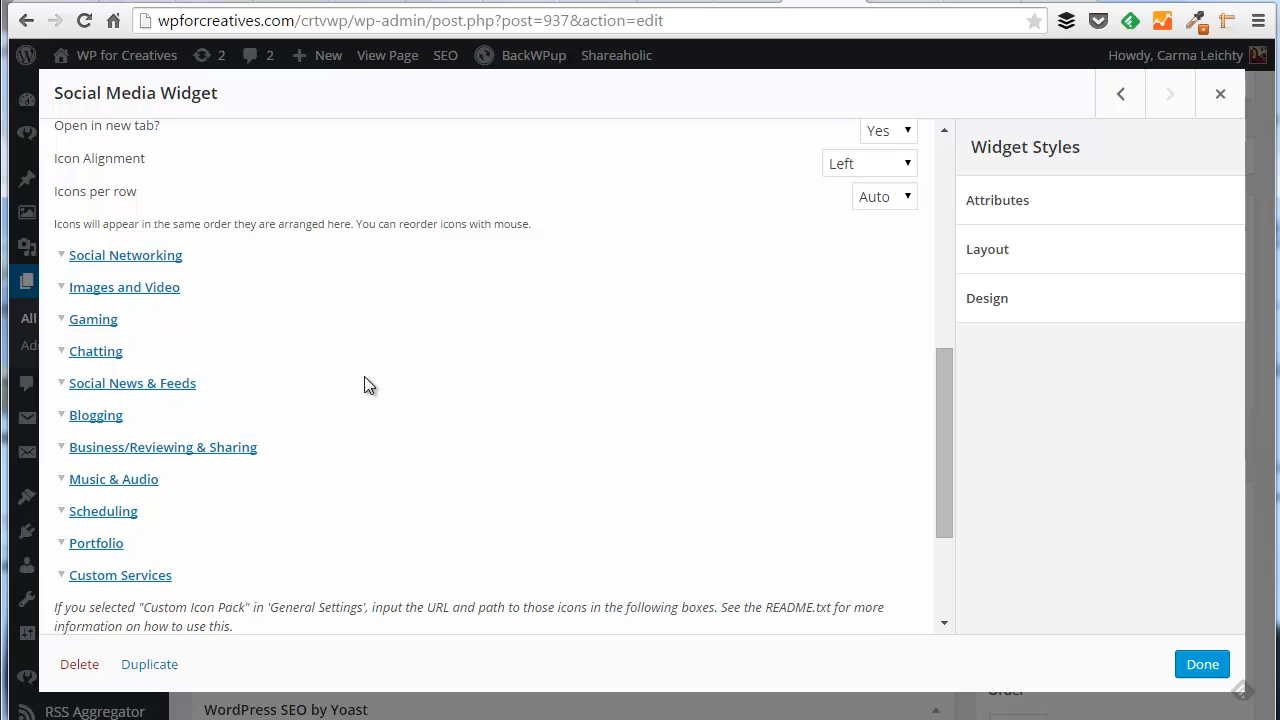 wpforcreatives.com/crtvwp/wp-admin/post.php?post=937&action=edit
WP for Creatives 2 2 New View Page SEO BackWPup Shareaholic Howdy, Carma Leichty
Social Media Widget
Open in new tab? Yes
Widget Styles
Icon Alignment Left
Icons per row Auto
Attributes
Icons will appear in the same order they are arranged here. You can reorder icons with mouse.
Social Networking
Layout
Images and Video
Design
Gaming
All
Chatting
Social News & Feeds
Blogging
Business/Reviewing & Sharing
Music & Audio
Scheduling
Portfolio
Custom Services
If you selected "Custom Icon Pack" in 'General Settings', input the URL and path to those icons in the following boxes. See the README.txt for more
information on how to use this.
Delete Duplicate Done
RSS Aggregator WordPress SEO by Yoast